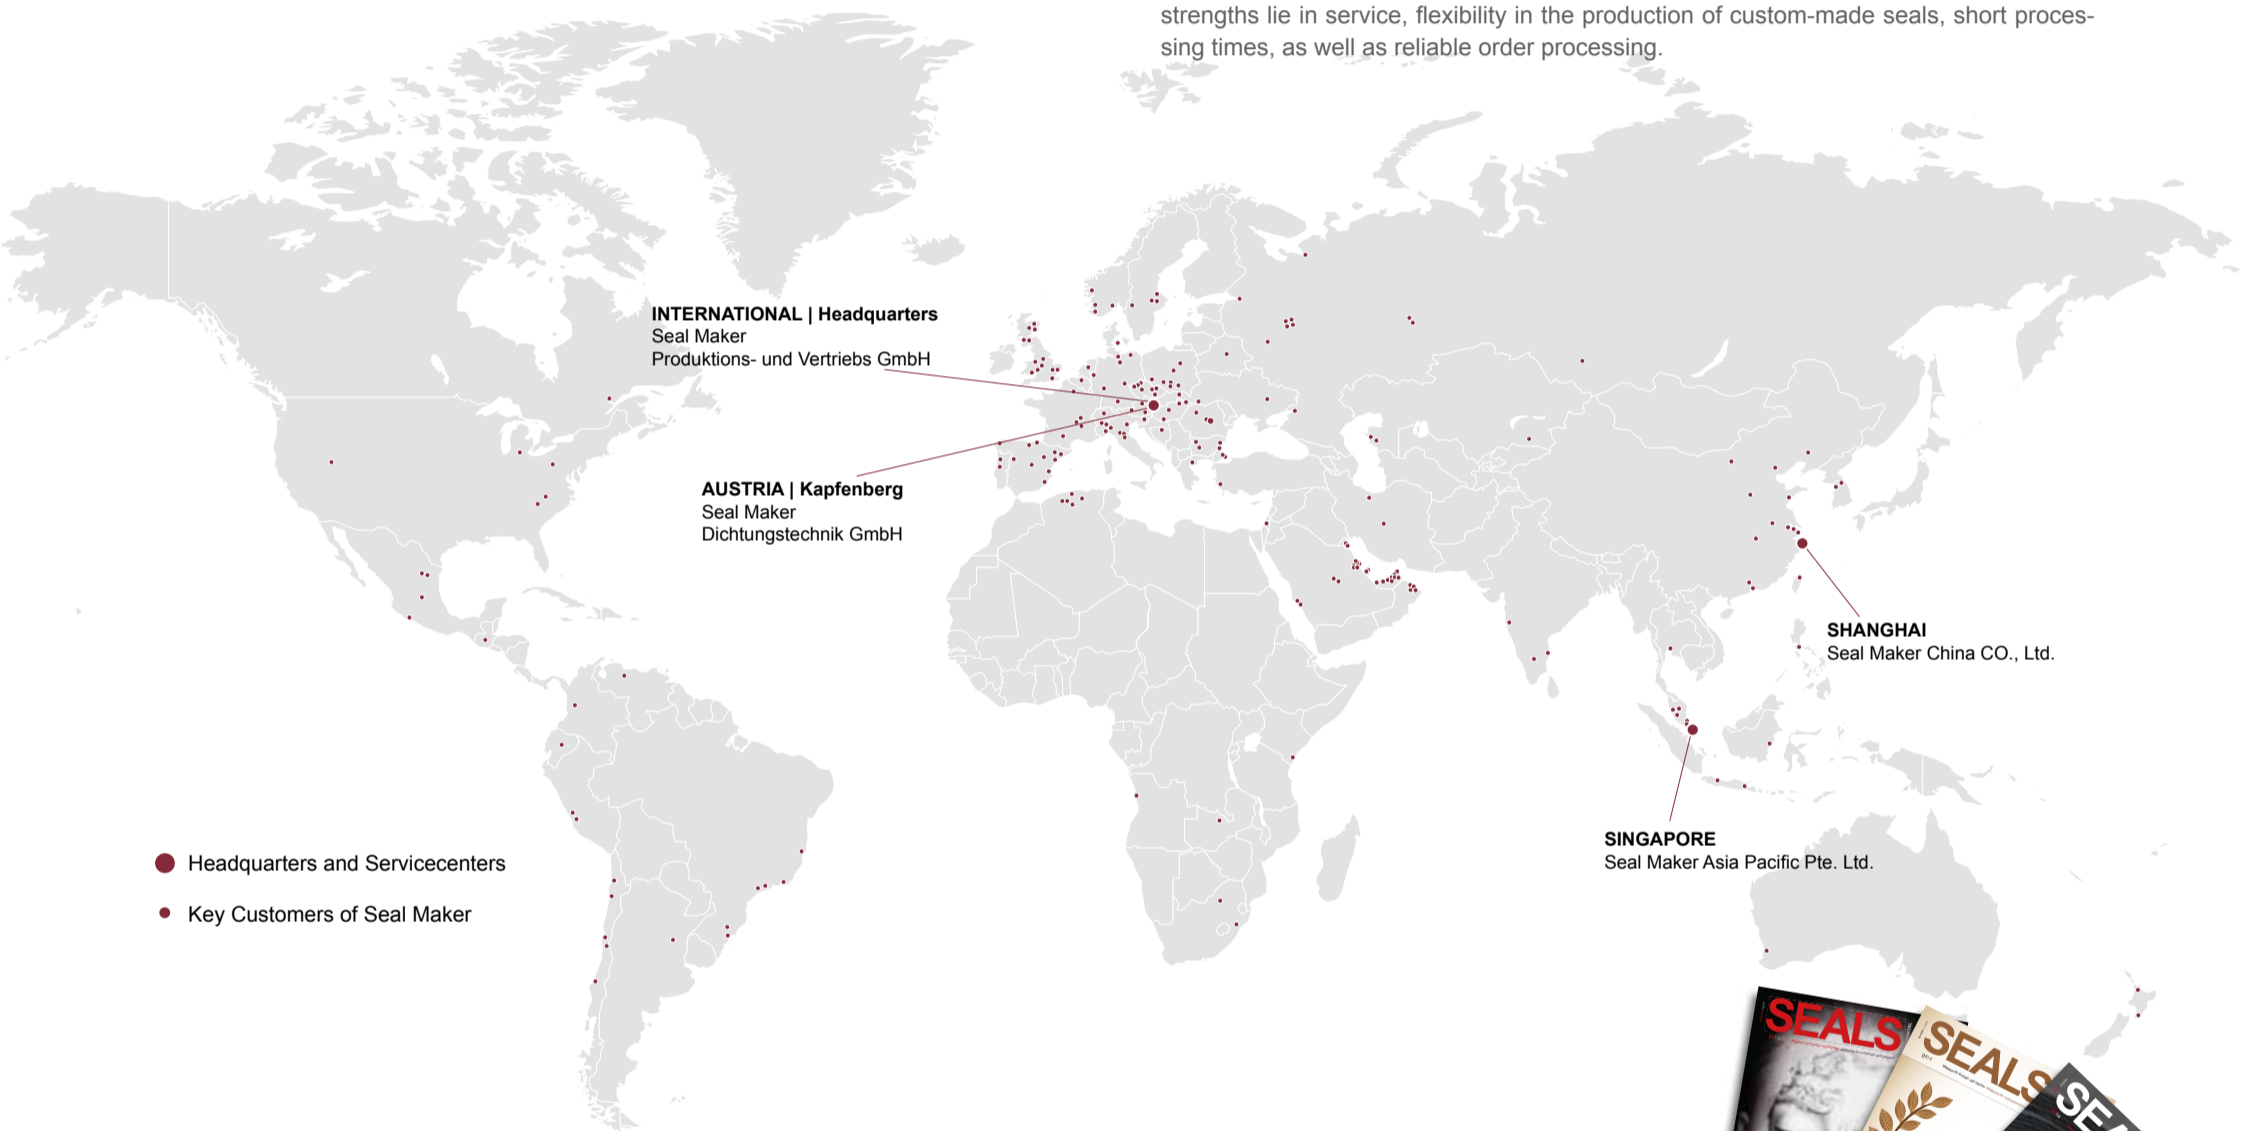 strengths lie in service, flexibility in the production of custom-made seals, short proces-
sing times, as well as reliable order processing.
INTERNATIONAL | Headquarters
Seal Maker
Produktions- und Vertriebs GmbH
AUSTRIA | Kapfenberg
Seal Maker
Dichtungstechnik GmbH
SHANGHAI
Seal Maker China CO., Ltd.
SINGAPORE
Seal Maker Asia Pacific Pte. Ltd.
Headquarters and Servicecenters
Key Customers of Seal Maker
SEALS
SEALS
SEA